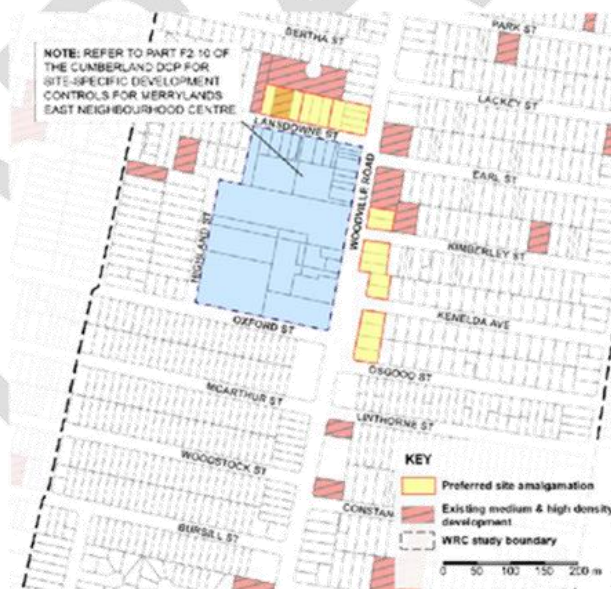 BERTHA ST
PARK ST
NOTE: REFER TO PART F2.10 OF
THE CUMBERLAND DCP FOR
SITE-SPECIFIC DEVELOPMENT
CONTROLS FOR MERRYLANDS
EAST NEIGHBOURHOOD CENTRE
LACKEY ST
LANSDOWNE ST
EARL ST
WOODVILLE ROAD
HIGHLAND ST
KIMBERLEY ST
OXFORD ST
KENELDA AVE
OSGOOD ST
MCARTHUR ST
LINTHORNE ST
WOODSTOCK ST
KEY
Preferred site amalgamation
Existing medium & high density
development
WRC study boundary
CONSTAN
BURSILL ST
0 50 100 150 200 m